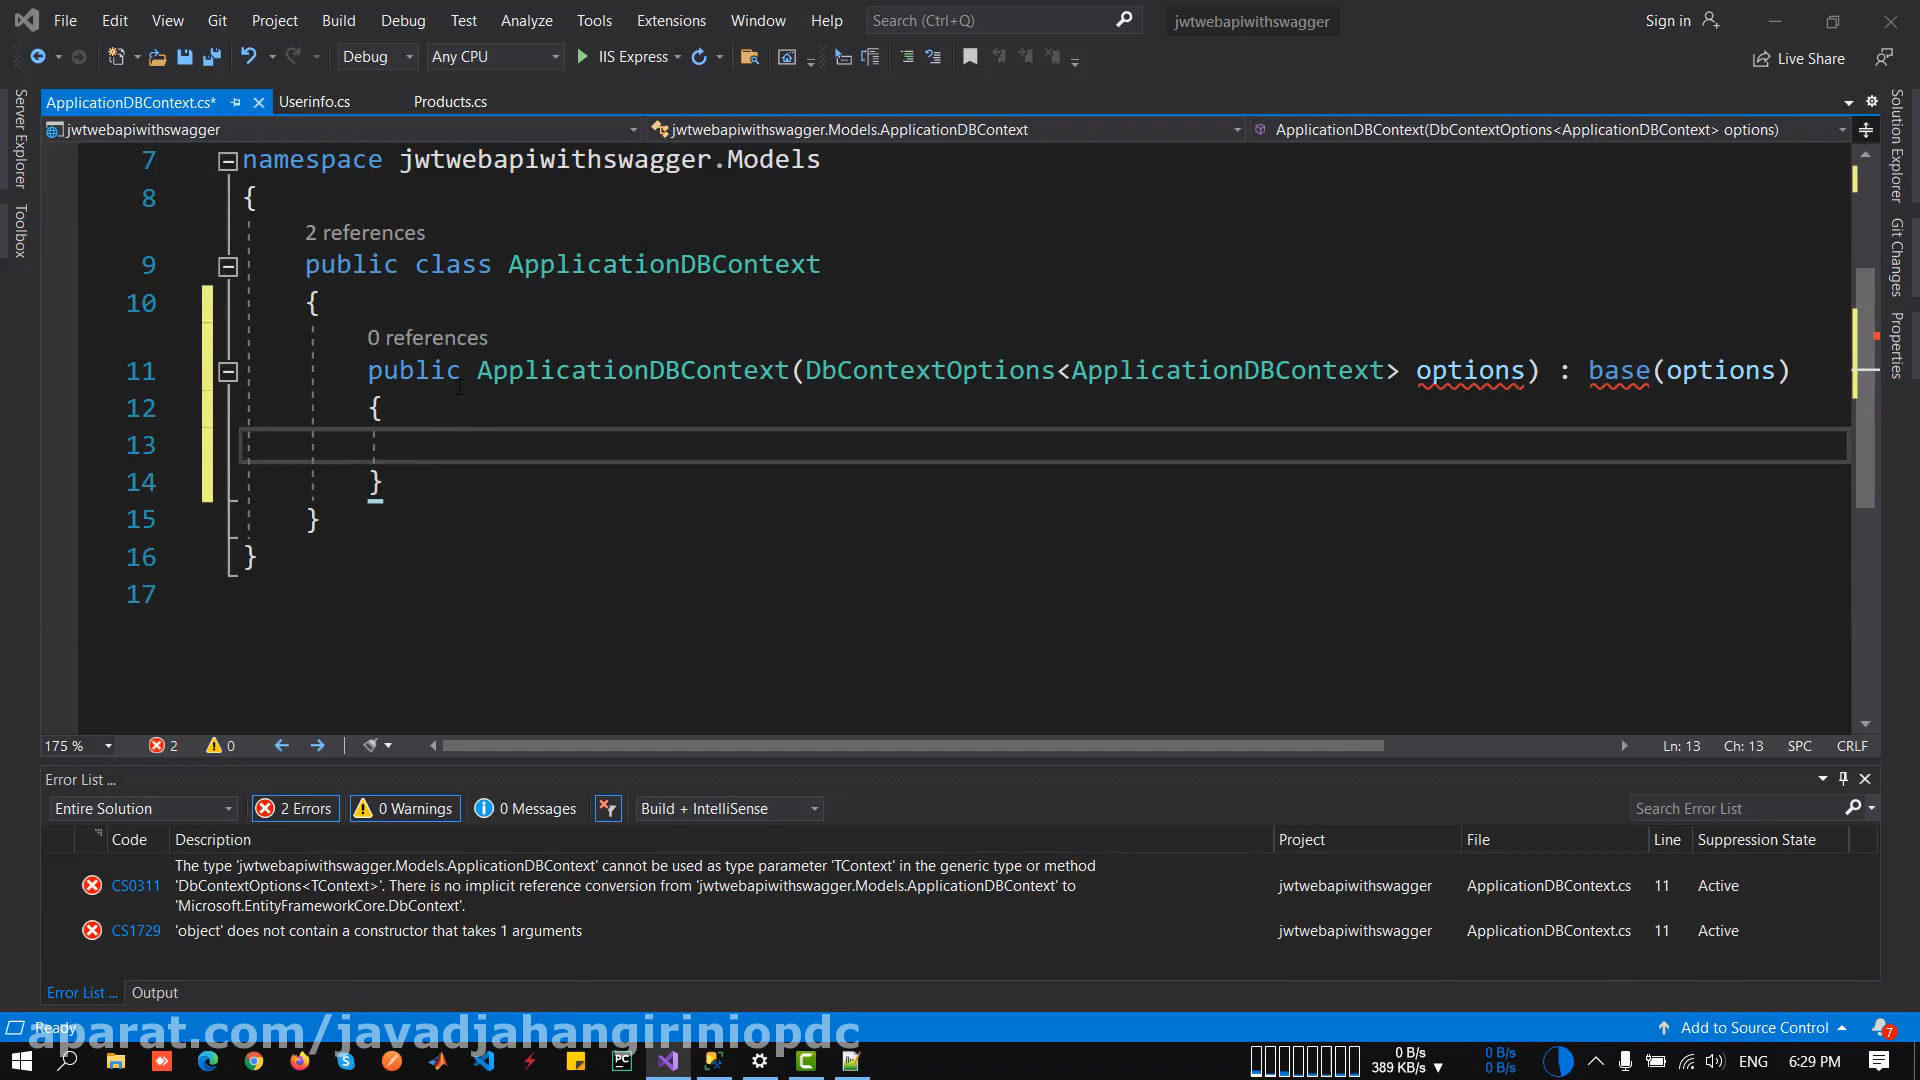 File Edit View Git Project Build Debug Test Analyze Tools Extensions Window Help Search (Ctrl+Q) jwtwebapiwithswagger Sign in
Debug Any CPU IIS Express Live Share
ApplicationDBContext.cs* Userinfo.cs Products.cs
jwtwebapiwithswagger jwtwebapiwithswagger.Models.ApplicationDBContext ApplicationDBContext(DbContextOptions<ApplicationDBContext> options)
Server Explorer
Toolbox
Solution Explorer
Git Changes
Properties
7 namespace jwtwebapiwithswagger.Models
8 {
2 references
9 public class ApplicationDBContext
10 {
0 references
11 public ApplicationDBContext(DbContextOptions<ApplicationDBContext> options) : base(options)
12 {
13
14 }
15 }
16 }
17
175 % 2 0 Ln: 13 Ch: 13 SPC CRLF
Error List ...
Entire Solution 2 Errors 0 Warnings 0 Messages Build + IntelliSense Search Error List
Code Description Project File Line Suppression State
The type 'jwtwebapiwithswagger.Models.ApplicationDBContext' cannot be used as type parameter 'TContext' in the generic type or method
CS0311 'DbContextOptions<TContext>'. There is no implicit reference conversion from 'jwtwebapiwithswagger.Models.ApplicationDBContext' to jwtwebapiwithswagger ApplicationDBContext.cs 11 Active
'Microsoft.EntityFrameworkCore.DbContext'.
CS1729 'object' does not contain a constructor that takes 1 arguments jwtwebapiwithswagger ApplicationDBContext.cs 11 Active
Error List ... Output
Ready Add to Source Control 7
aparat.com/javadjahangiriniopdc
PC 0 B/s 0 B/s ENG 6:29 PM
389 KB/s 0 B/s